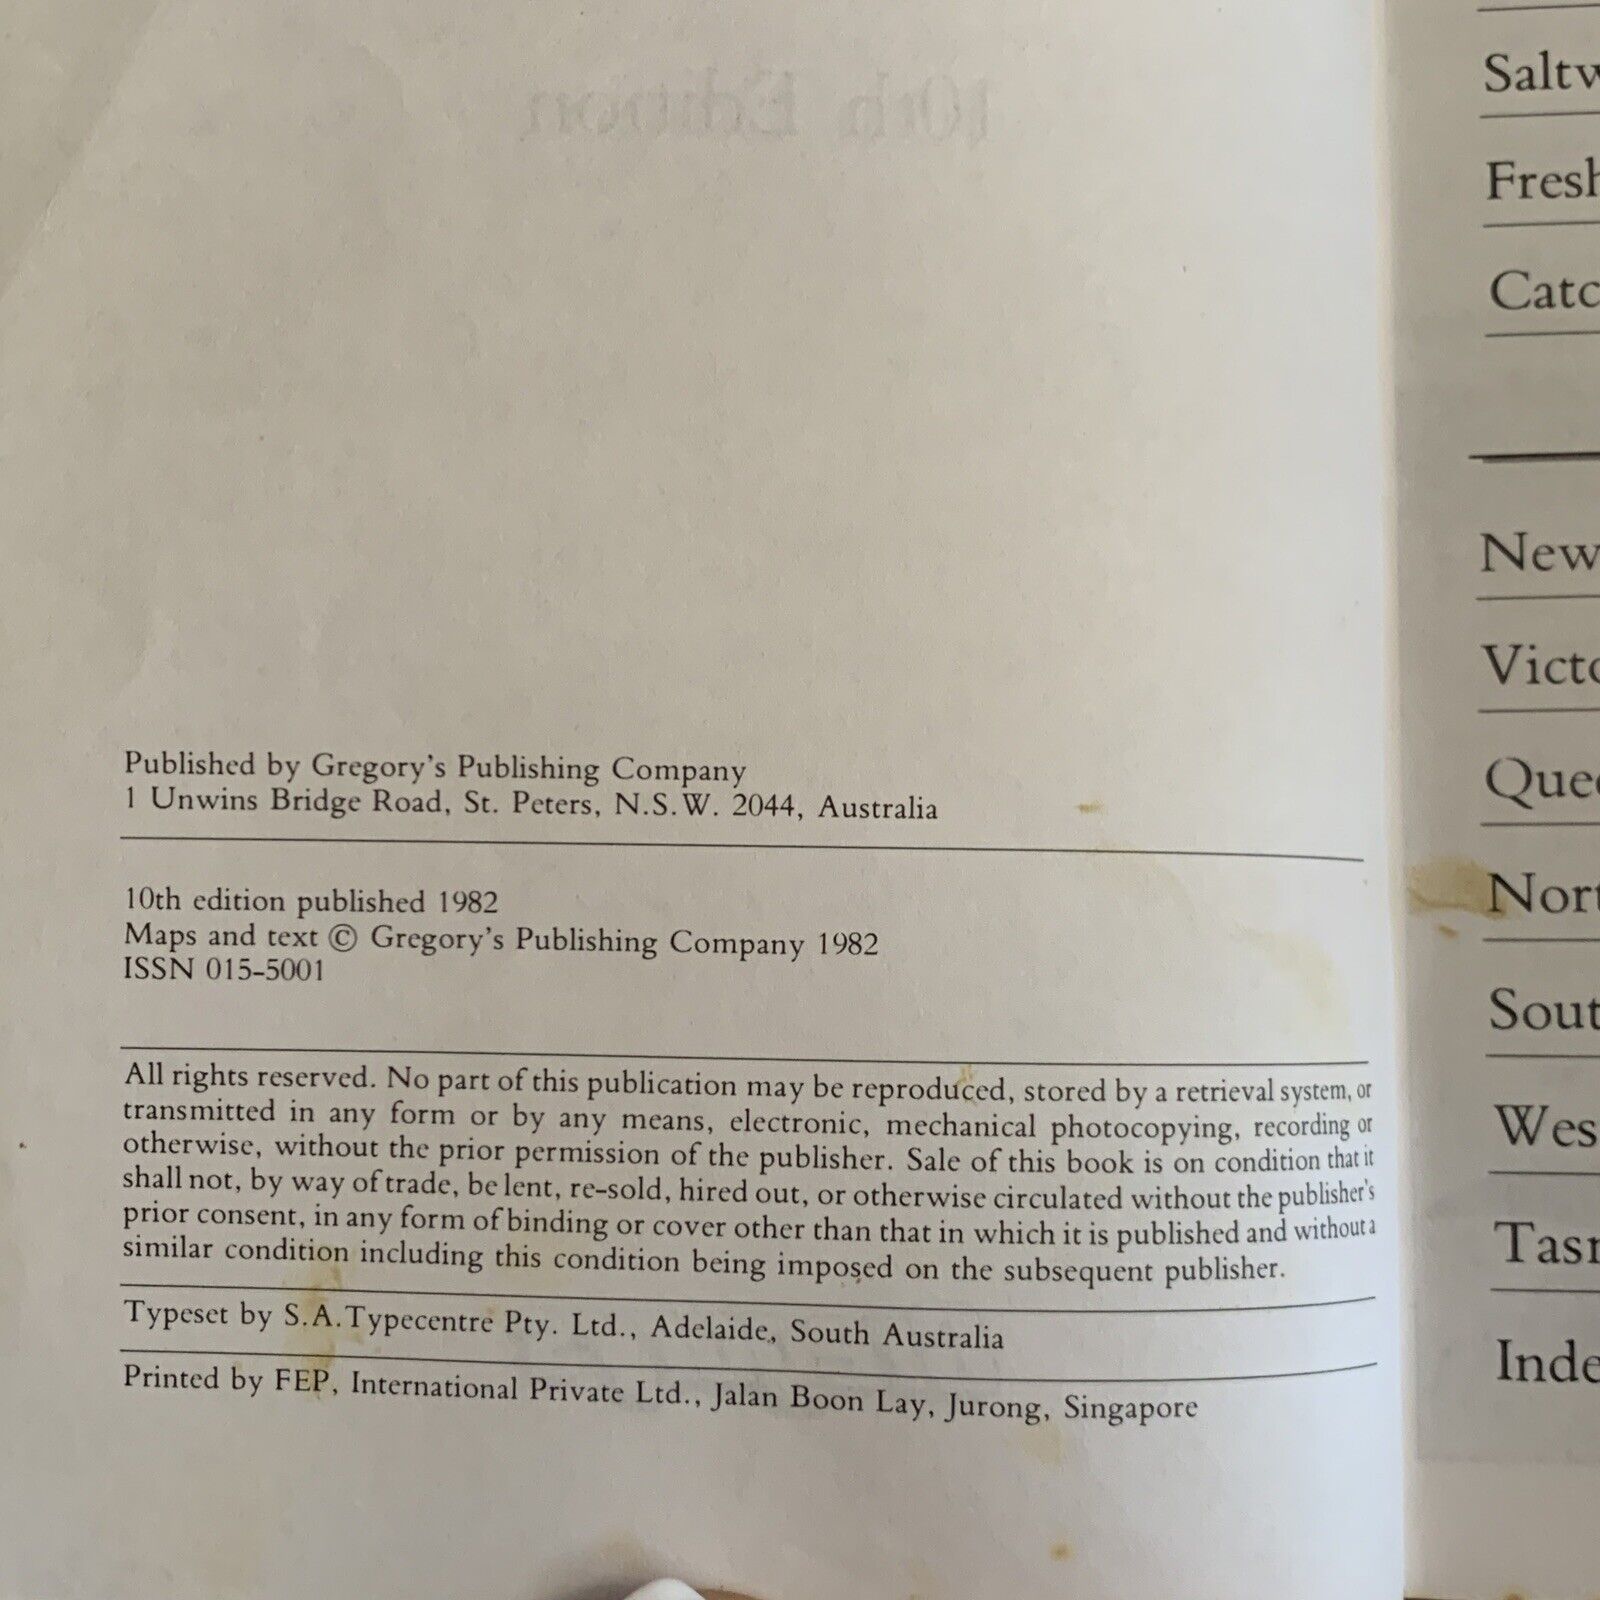 10th Edition
Published by Gregory's Publishing Company
1 Unwins Bridge Road, St. Peters, N.S.W. 2044, Australia
10th edition published 1982
Maps and text © Gregory's Publishing Company 1982
ISSN 015-5001
All rights reserved. No part of this publication may be reproduced, stored by a retrieval system, or
transmitted in any form or by any means, electronic, mechanical photocopying, recording or
otherwise, without the prior permission of the publisher. Sale of this book is on condition that it
shall not, by way of trade, be lent, re-sold, hired out, or otherwise circulated without the publisher's
prior consent, in any form of binding or cover other than that in which it is published and without a
similar condition including this condition being imposed on the subsequent publisher.
Typeset by S.A.Typecentre Pty. Ltd., Adelaide, South Australia
Printed by FEP, International Private Ltd., Jalan Boon Lay, Jurong, Singapore
Saltw
Fresh
Catc
New
Victo
Quee
Nort
Sout
Wes
Tasm
Inde